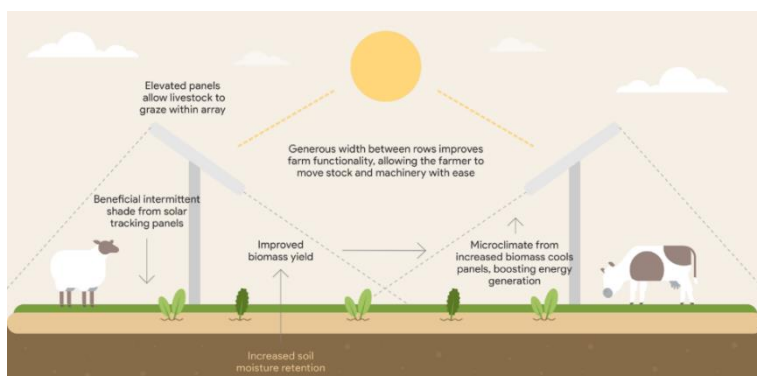 Elevated panels
allow livestock to
graze within array
Generous width between rows improves
farm functionality, allowing the farmer to
move stock and machinery with ease
Beneficial intermittent
shade from solar
tracking panels
Improved
biomass yield
Microclimate from
increased biomass cools
panels, boosting energy
generation
Increased soil
moisture retention